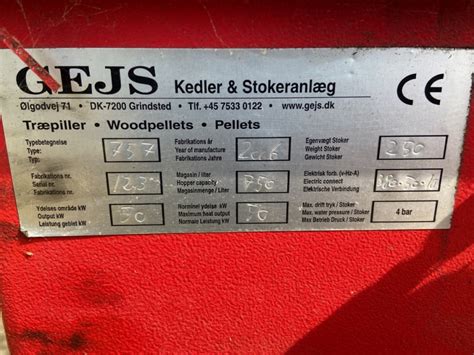 GEJS Kedler & Stokeranlæg CE
Ølgodvej 71 • DK-7200 Grindsted • Tlf. +45 7533 0122 • www.gejs.dk
Træpiller - Woodpellets - Pellets
Typebetegnelse Fabrikations år Egenvægt Stoker
Type: Year of manufacture 2006 Weight Stoker 250
Type: Fabrikations Jahre Gewicht Stoker
Fabrikations nr. Magasin / liter Elektrisk forb. (v-Hz-A)
Serial nr. Hopper capacity 750 Electric connect
Fabrikations nr. Magasinmenge / Liter Elektrische Verbindung
Ydelses område kW Norminel ydelse kW Max. drift tryk / Stoker
Output kW 50 Maximum heat output 50 Max. water pressure / Stoker 4 bar
Leistung gebiet kW Normale Leistung kW Max Betrieb Druck / Stoker